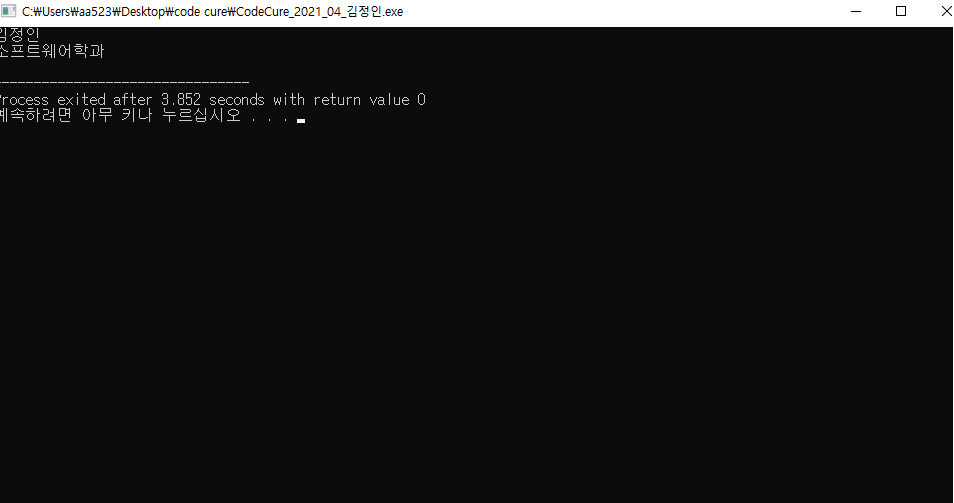 C:₩Users₩aa523₩Desktop₩code cure₩CodeCure_2021_04_김정인.exe
김정인
소프트웨어학과
--------------------------------
Process exited after 3.852 seconds with return value 0
계속하려면 아무 키나 누르십시오 . . .